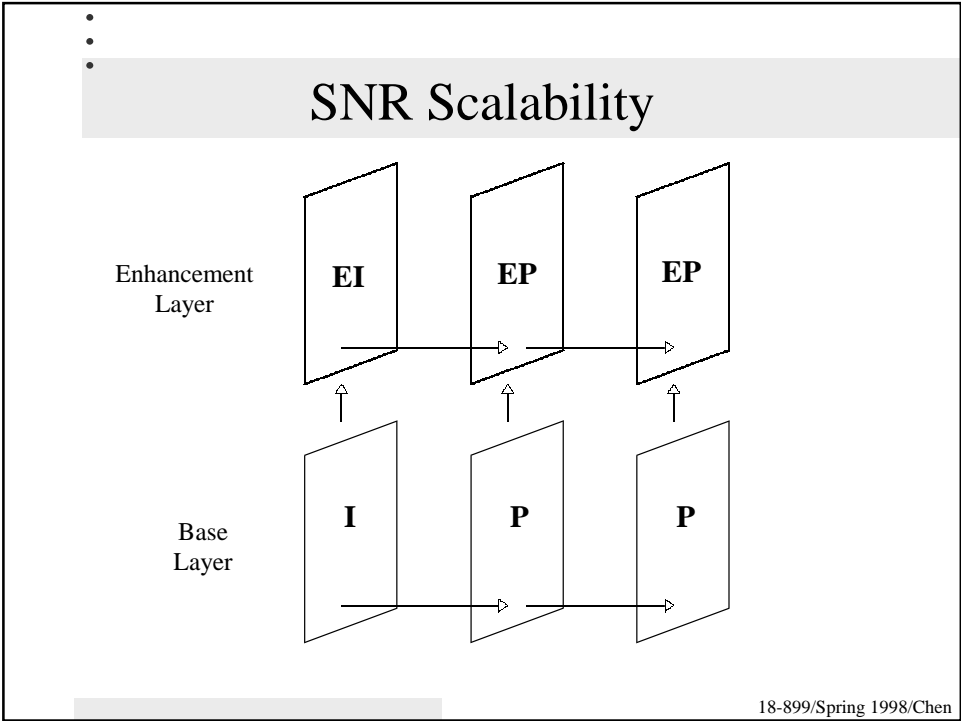 SNR Scalability
Enhancement
Layer
EI
EP
EP
Base
Layer
I
P
P
18-899/Spring 1998/Chen